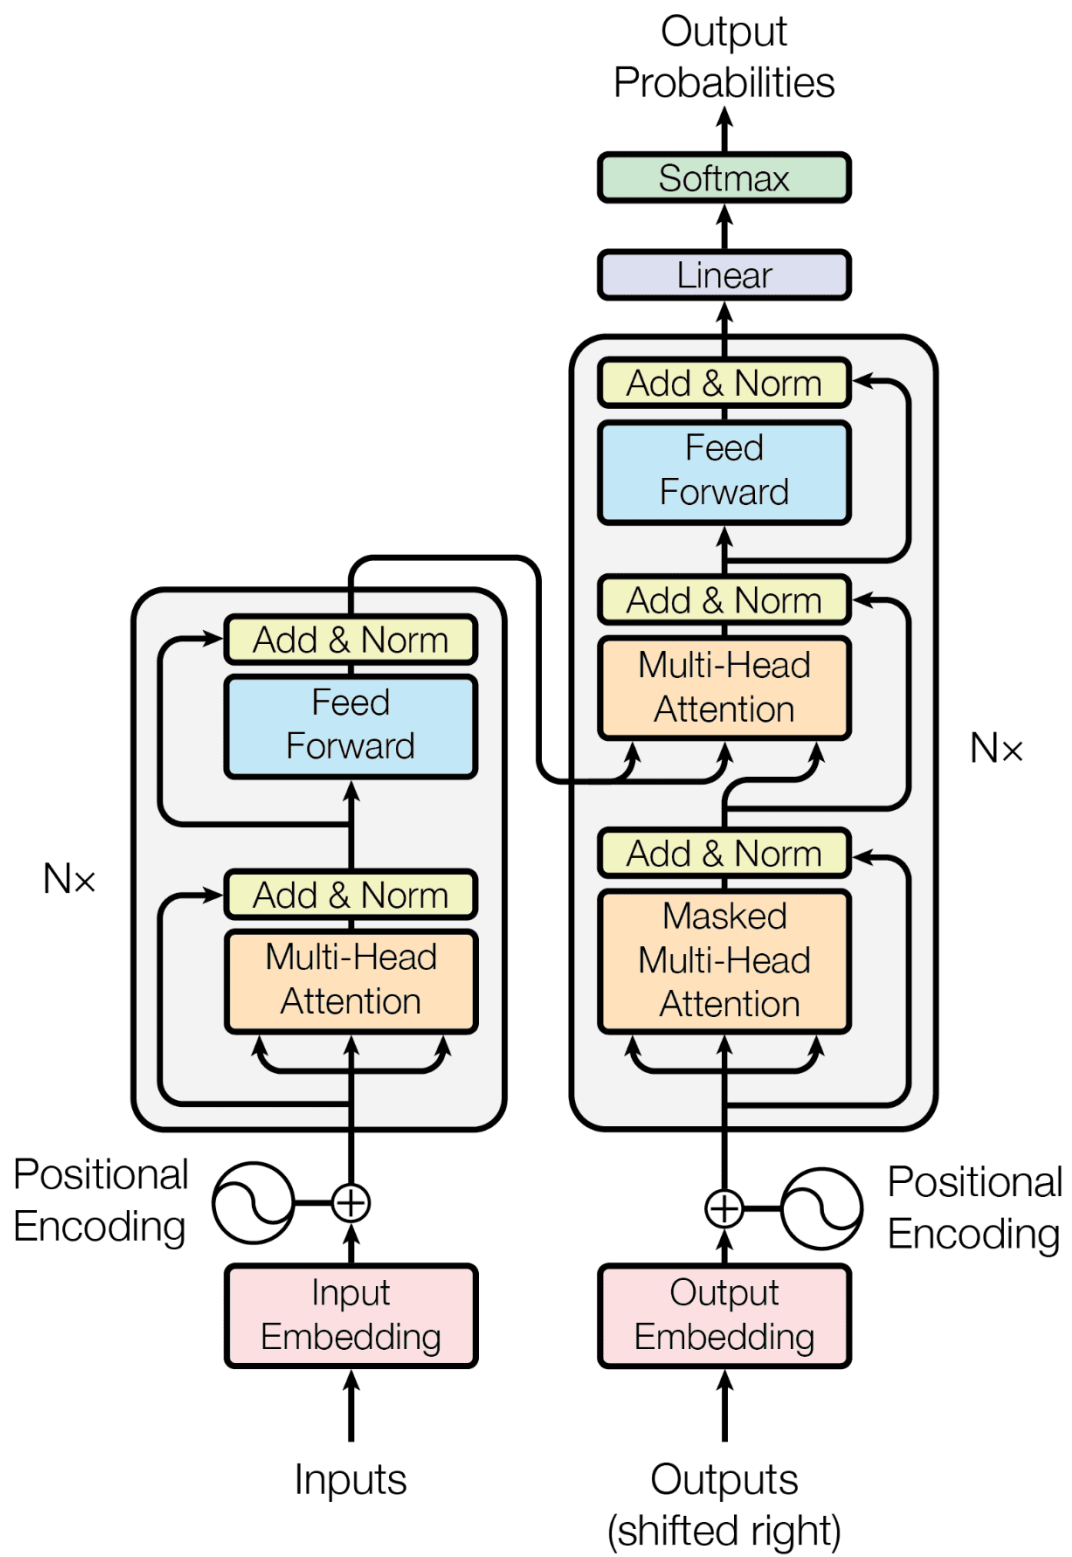 Output
Probabilities
Softmax
Linear
Add & Norm
Feed
Forward
Add & Norm
Multi-Head
Attention
Add & Norm
Masked
Multi-Head
Attention
N×
Add & Norm
Feed
Forward
Add & Norm
Multi-Head
Attention
N×
Positional
Encoding
Positional
Encoding
Input
Embedding
Output
Embedding
Inputs
Outputs
(shifted right)